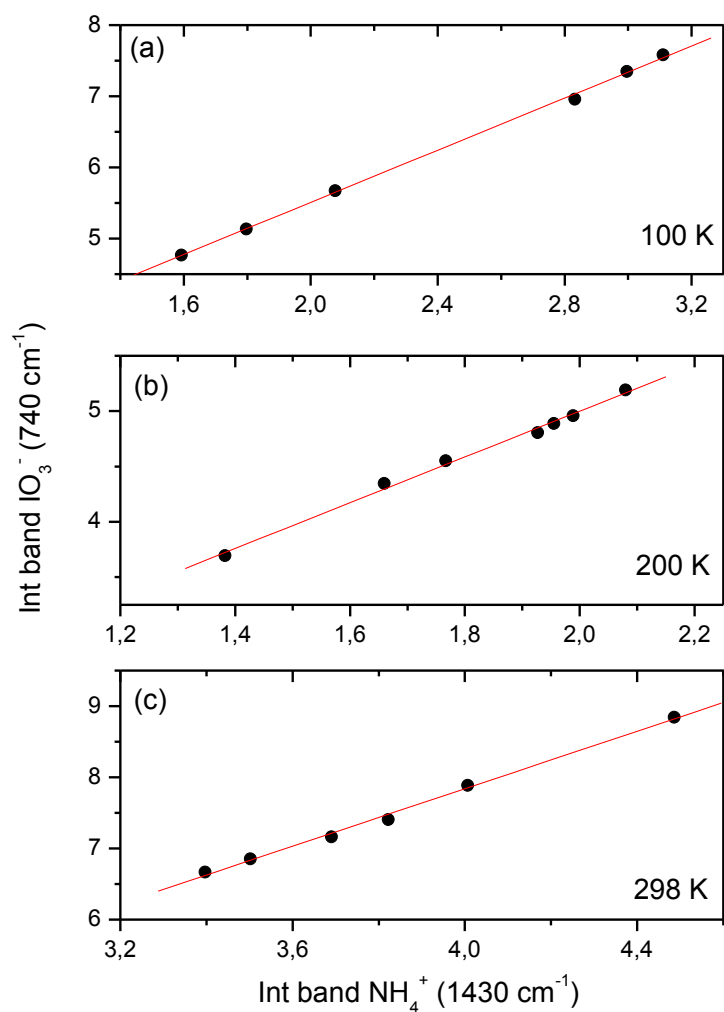 (a)
8
7
6
5
100 K
1,6 2,0 2,4 2,8 3,2
(b)
5
4
200 K
1,2 1,4 1,6 1,8 2,0 2,2
(c)
9
8
7
6
298 K
3,2 3,6 4,0 4,4
Int band IO₃⁻ (740 cm⁻¹)
Int band NH₄⁺ (1430 cm⁻¹)